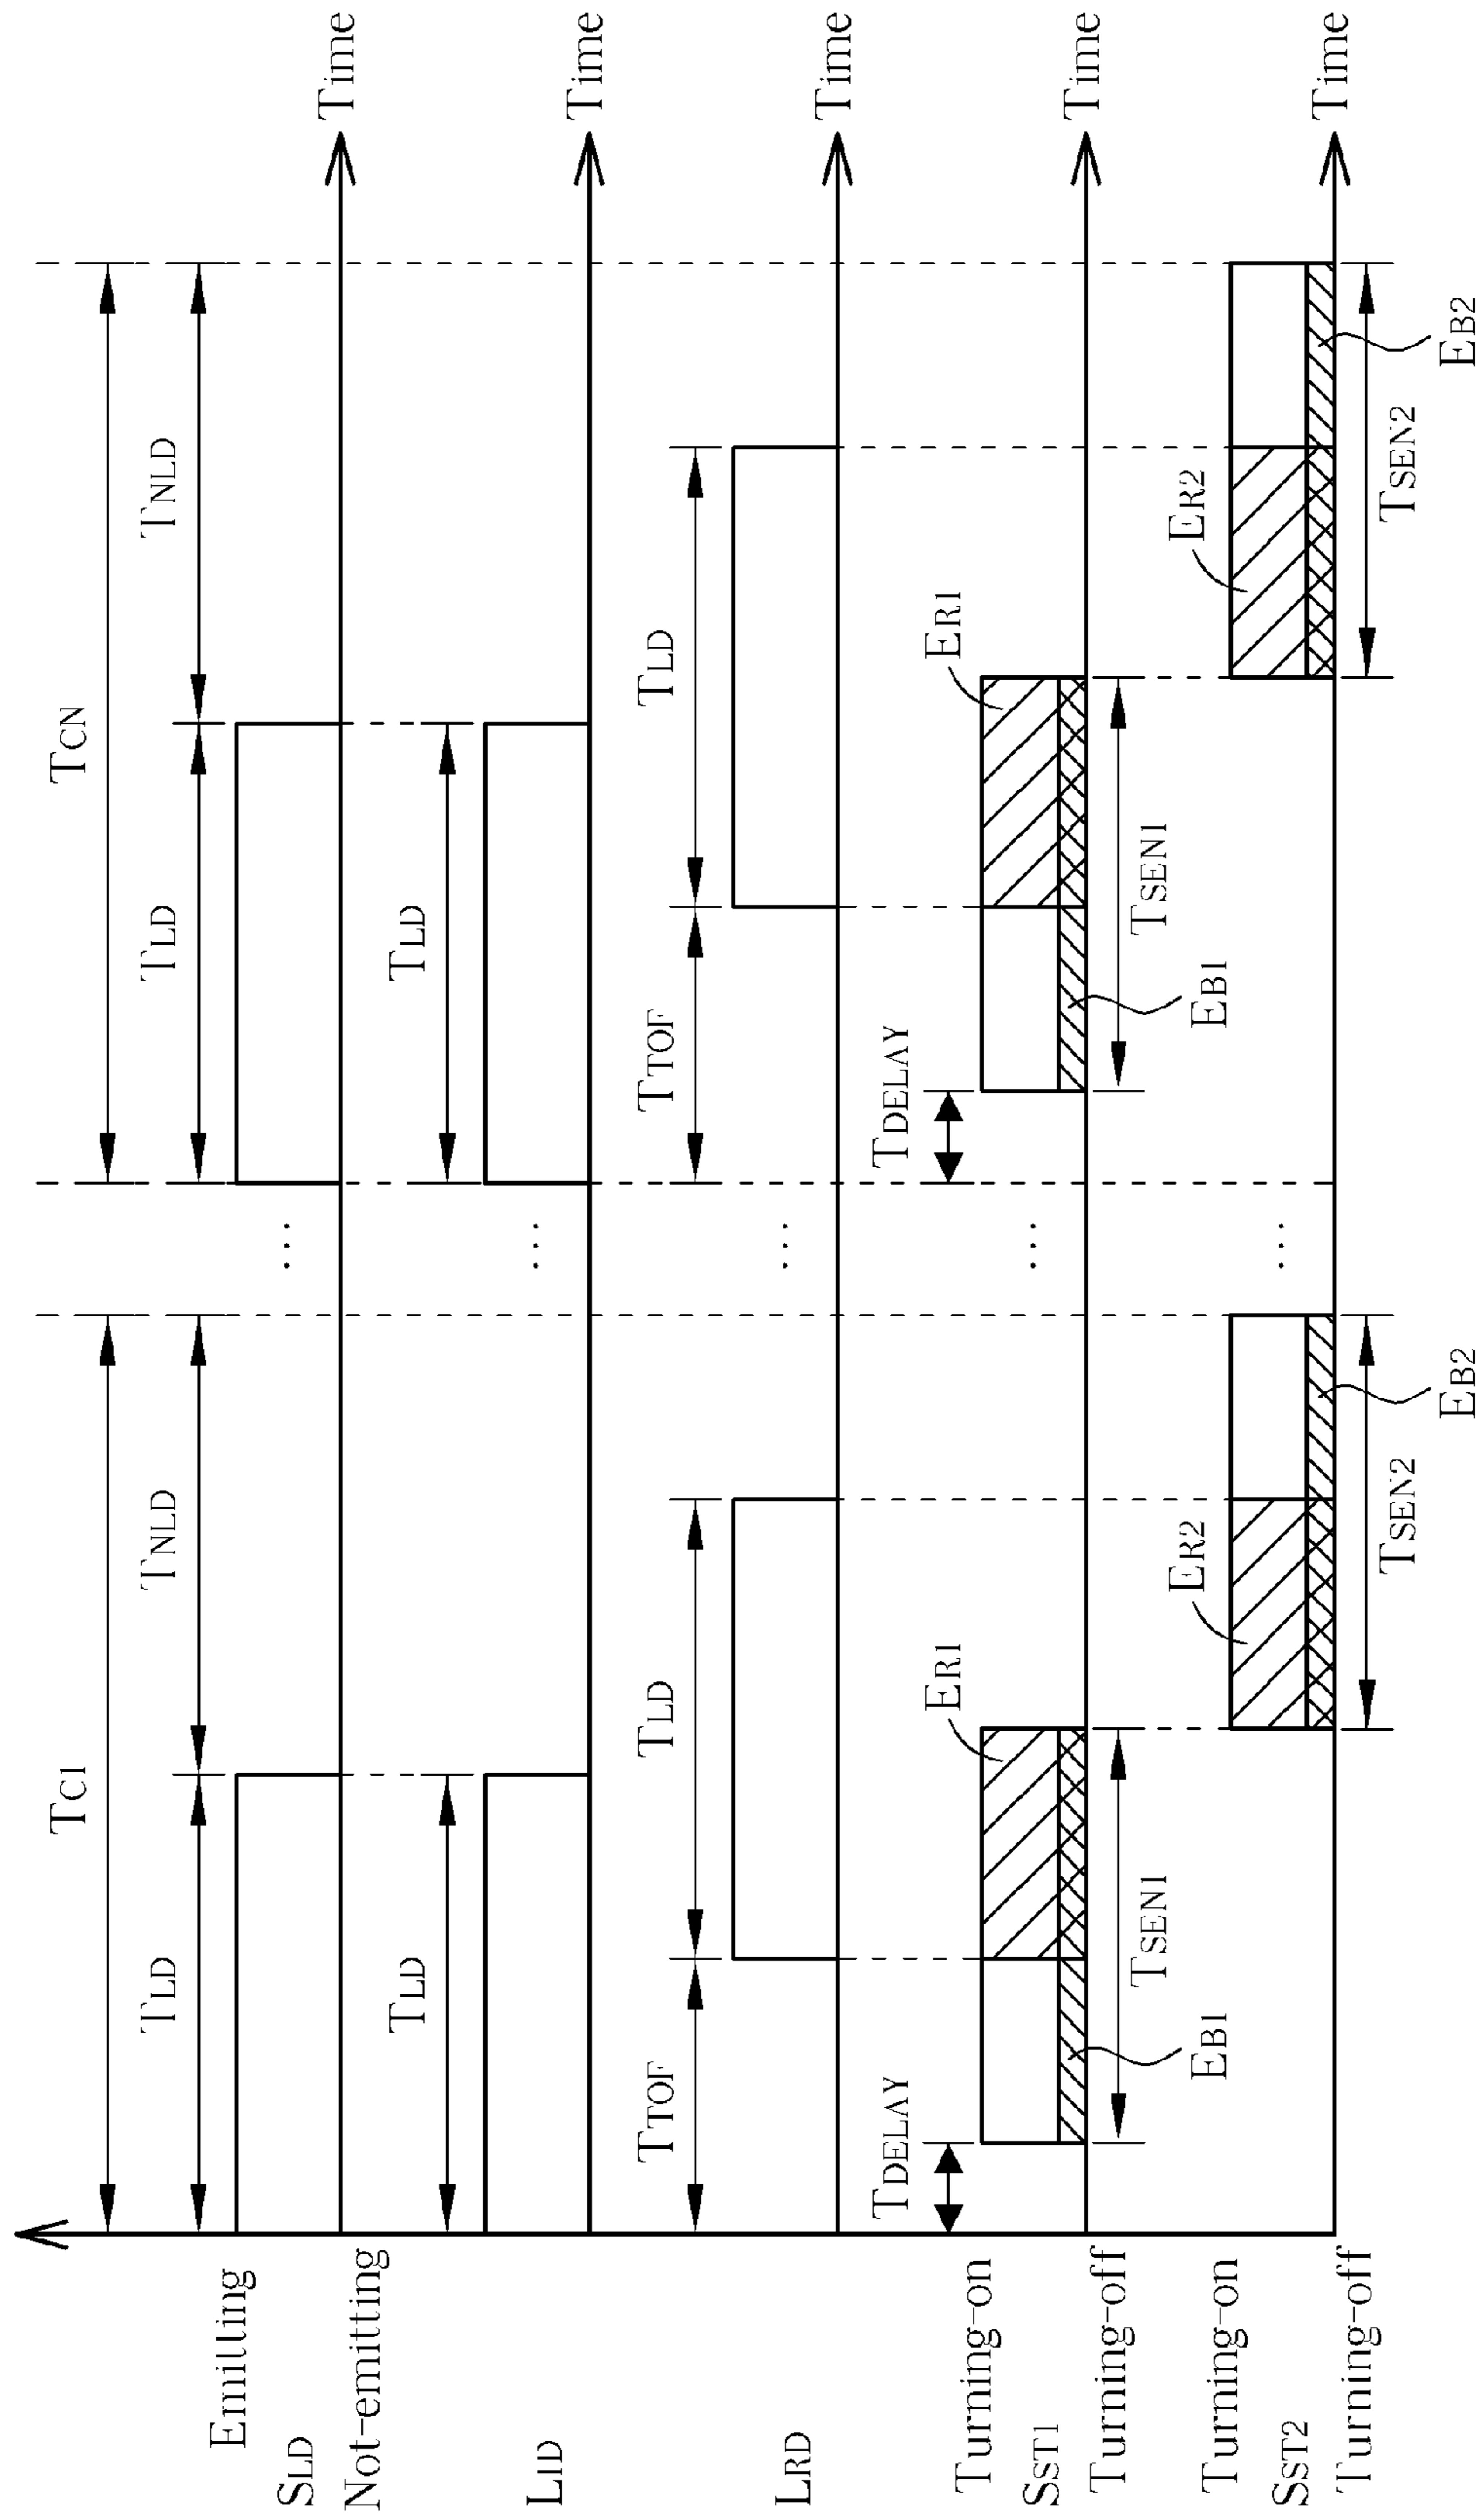 Emitting
SLD
Not-emitting
TC1
TCN
TLD
TNLD
TLD
TNLD
Time
LID
TLD
TLD
Time
LRD
TTOF
TLD
TTOF
TLD
Time
Turning-on
SST1
Turning-off
TDELAY
ER1
TDELAY
ER1
TSEN1
TSEN1
EB1
EB1
Time
Turning-on
SST2
Turning-off
ER2
ER2
TSEN2
TSEN2
EB2
EB2
Time
...
...
...
...
...